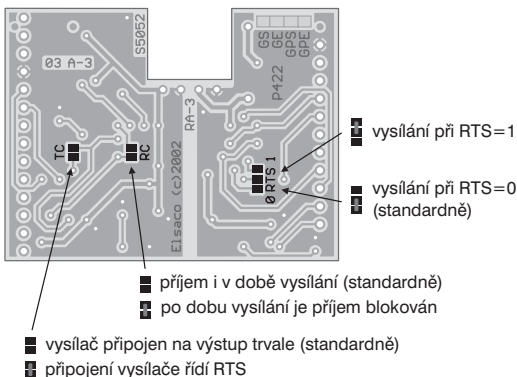 S5052
GS
GE
GPS
GPE
03 A-3
P422
RA-3
TC
RC
0 RTS 1
Elsaco (c)2002
vysílání při RTS=1
vysílání při RTS=0
(standardně)
příjem i v době vysílání (standardně)
po dobu vysílání je příjem blokován
vysílač připojen na výstup trvale (standardně)
připojení vysílače řídí RTS